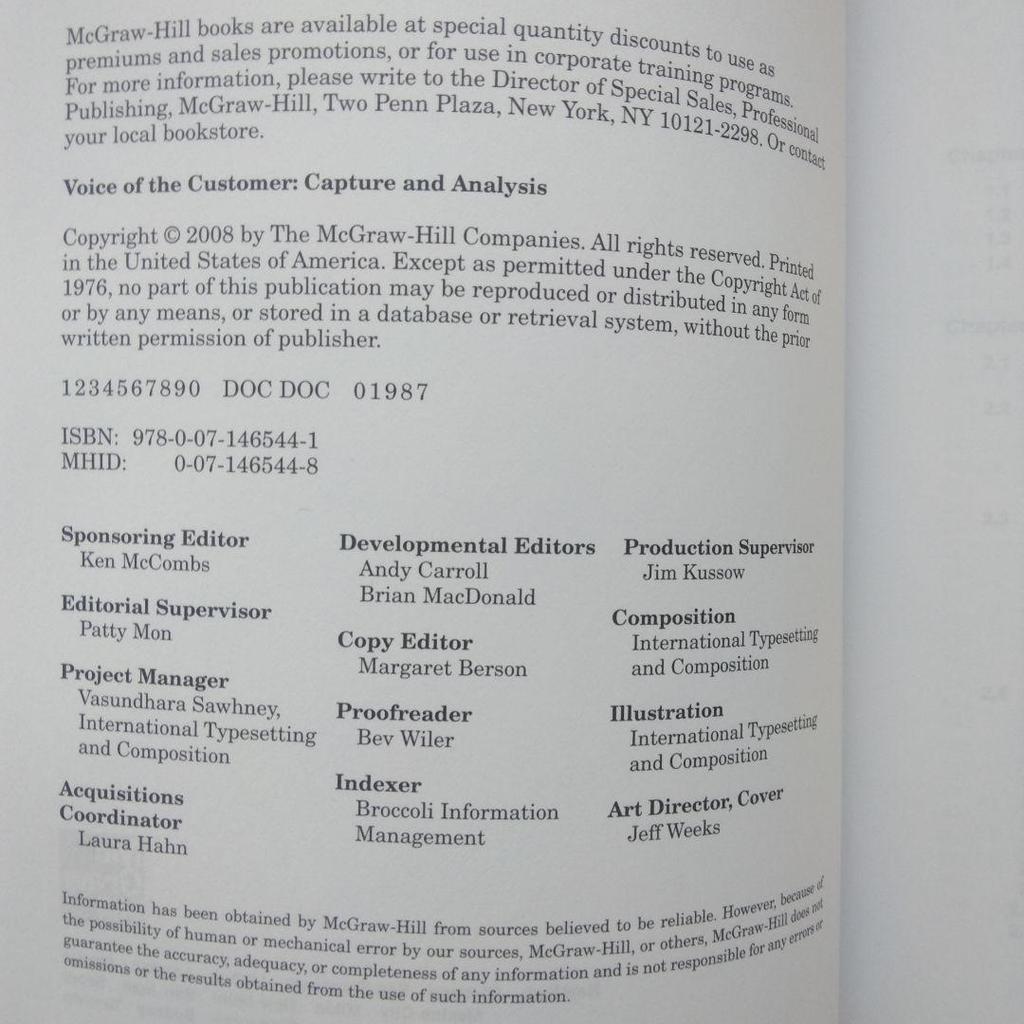 McGraw-Hill books are available at special quantity discounts to use as
premiums and sales promotions, or for use in corporate training programs.
For more information, please write to the Director of Special Sales, Professional
Publishing, McGraw-Hill, Two Penn Plaza, New York, NY 10121-2298. Or contact
your local bookstore.
Voice of the Customer: Capture and Analysis
Copyright © 2008 by The McGraw-Hill Companies. All rights reserved. Printed
in the United States of America. Except as permitted under the Copyright Act of
1976, no part of this publication may be reproduced or distributed in any form
or by any means, or stored in a database or retrieval system, without the prior
written permission of publisher.
1234567890 DOC DOC 01987
ISBN: 978-0-07-146544-1
MHID: 0-07-146544-8
Sponsoring Editor
Ken McCombs
Editorial Supervisor
Patty Mon
Project Manager
Vasundhara Sawhney,
International Typesetting
and Composition
Acquisitions
Coordinator
Laura Hahn
Developmental Editors
Andy Carroll
Brian MacDonald
Copy Editor
Margaret Berson
Proofreader
Bev Wiler
Indexer
Broccoli Information
Management
Production Supervisor
Jim Kussow
Composition
International Typesetting
and Composition
Illustration
International Typesetting
and Composition
Art Director, Cover
Jeff Weeks
Information has been obtained by McGraw-Hill from sources believed to be reliable. However, because of
the possibility of human or mechanical error by our sources, McGraw-Hill, or others, McGraw-Hill does not
guarantee the accuracy, adequacy, or completeness of any information and is not responsible for any errors or
omissions or the results obtained from the use of such information.